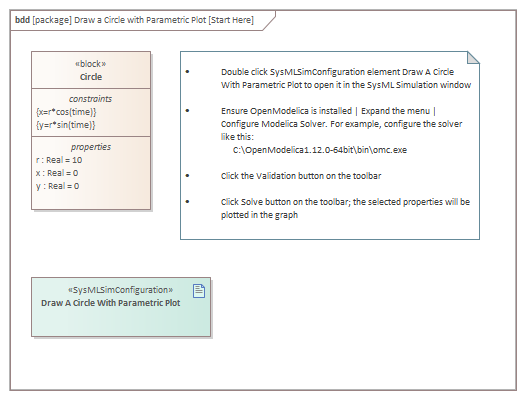 bdd [package] Draw a Circle with Parametric Plot [Start Here]
«block»
Circle
constraints
{x=r*cos(time)}
{y=r*sin(time)}
properties
r : Real = 10
x : Real = 0
y : Real = 0
• Double click SysMLSimConfiguration element Draw A Circle
With Parametric Plot to open it in the SysML Simulation window
• Ensure OpenModelica is installed | Expand the menu |
Configure Modelica Solver. For example, configure the solver
like this:
C:\OpenModelica1.12.0-64bit\bin\omc.exe
• Click the Validation button on the toolbar
• Click Solve button on the toolbar; the selected properties will be
plotted in the graph
«SysMLSimConfiguration»
Draw A Circle With Parametric Plot